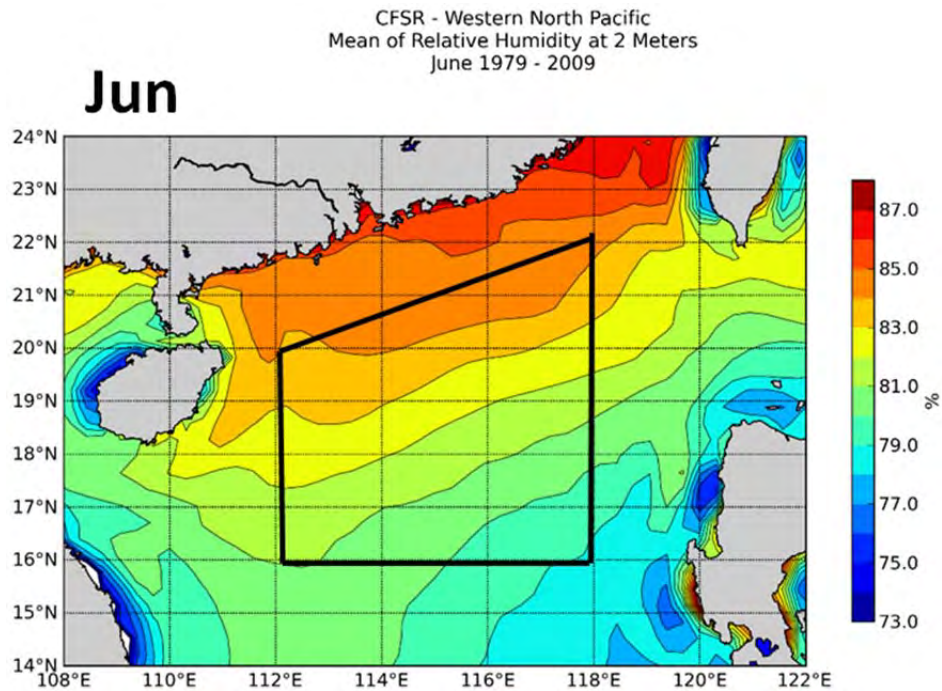 CFSR - Western North Pacific
Mean of Relative Humidity at 2 Meters
June 1979 - 2009
Jun
24°N
23°N
22°N
21°N
20°N
19°N
18°N
17°N
16°N
15°N
14°N
108°E 110°E 112°E 114°E 116°E 118°E 120°E 122°E
87.0
85.0
83.0
81.0
79.0
77.0
75.0
73.0
%